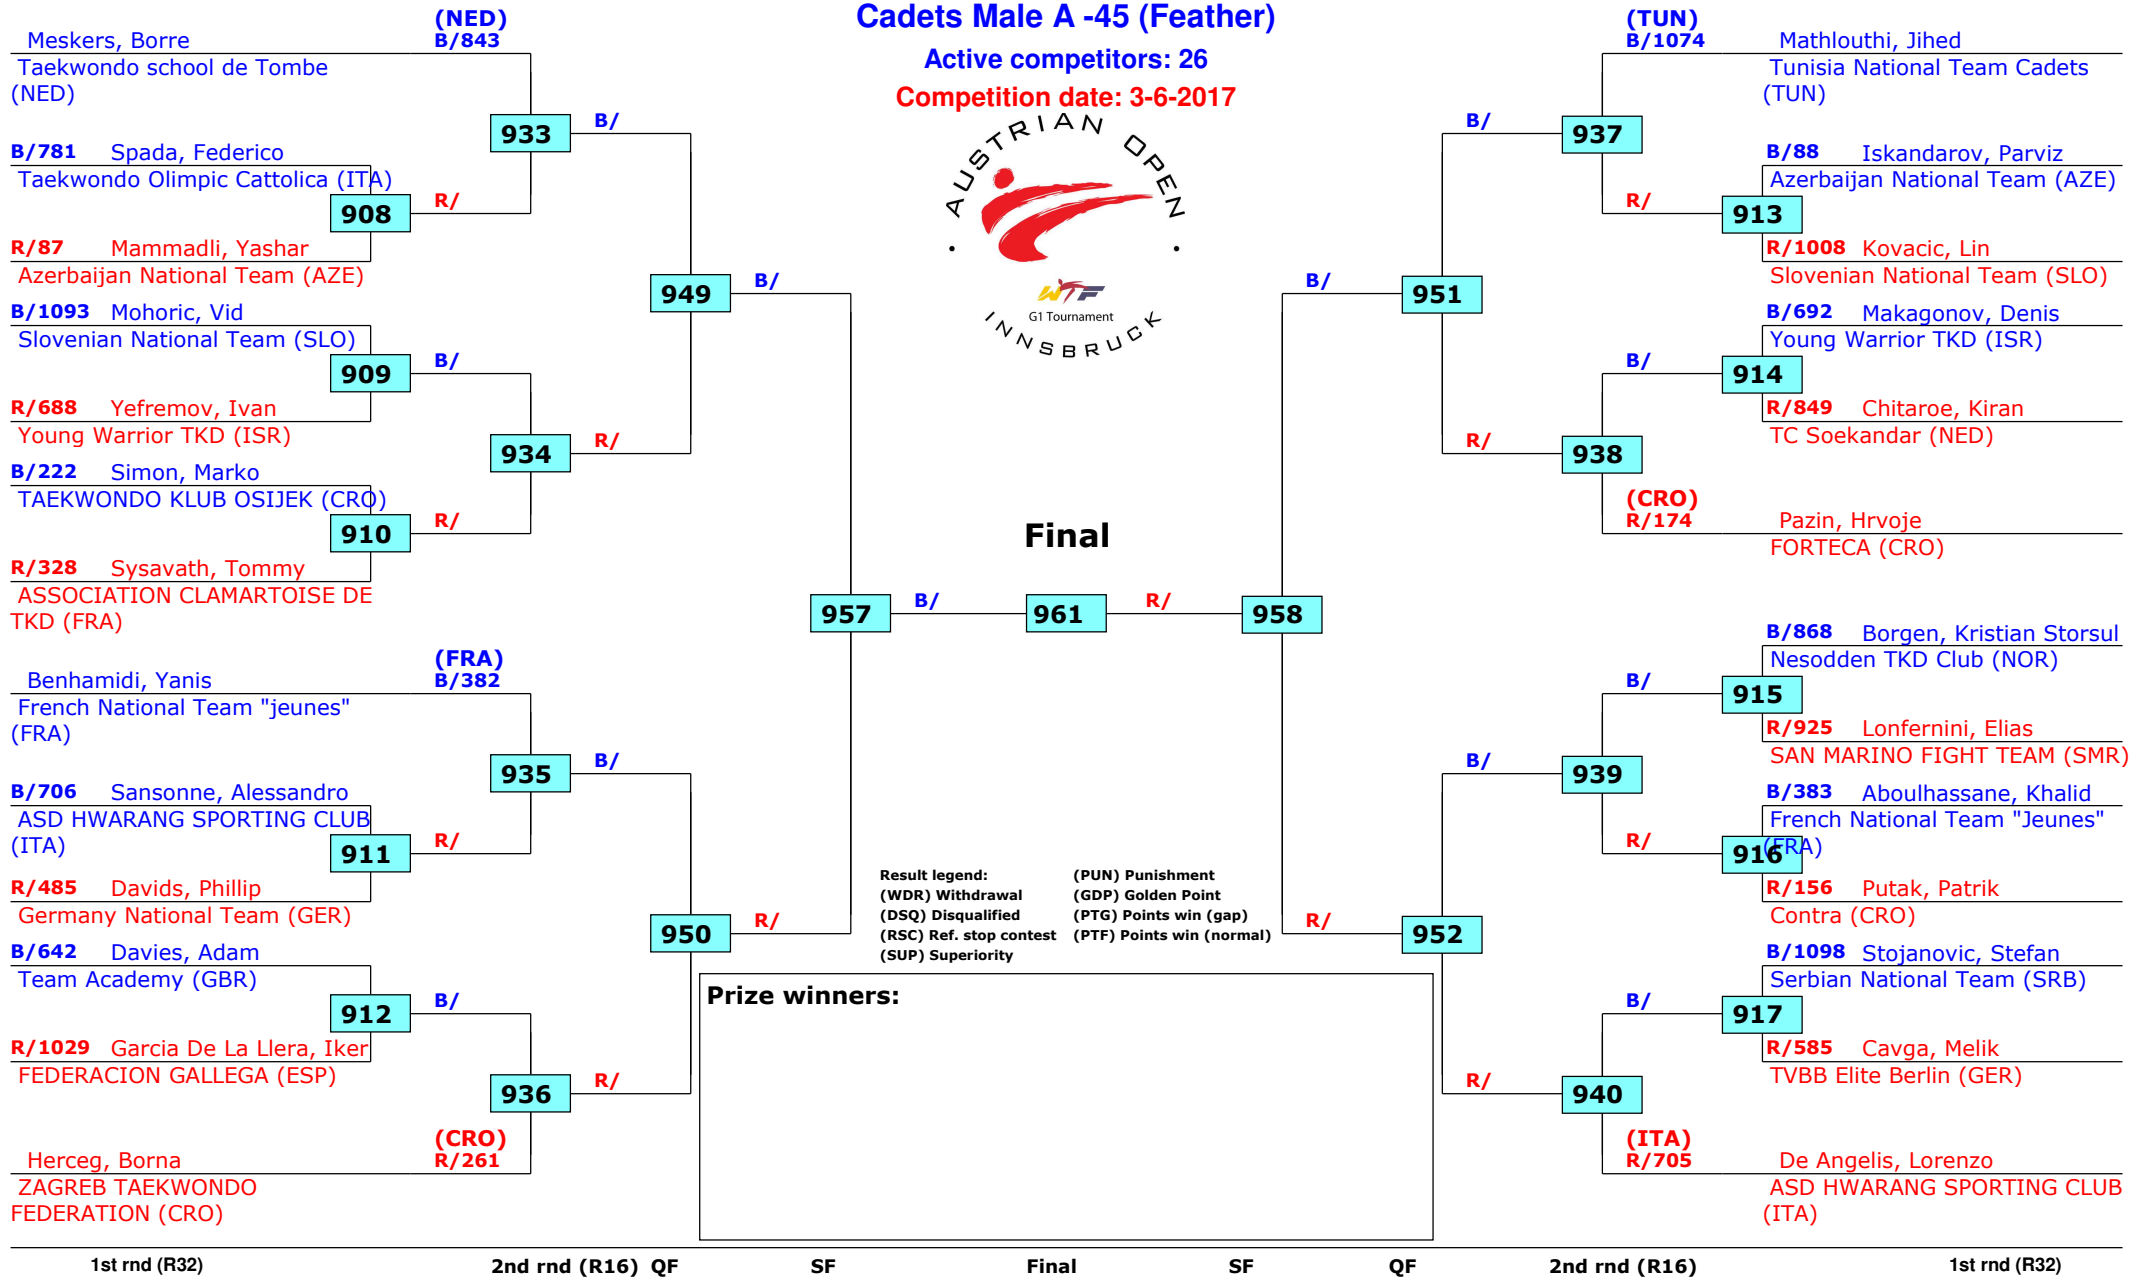 Cadets Male A -45 (Feather)
Active competitors: 26
Competition date: 3-6-2017
AUSTRIAN OPEN
WTF
G1 Tournament
INNSBRUCK
(NED)
Meskers, Borre B/843
Taekwondo school de Tombe
(NED)
933 B/
B/781 Spada, Federico
Taekwondo Olimpic Cattolica (ITA)
908 R/
R/87 Mammadli, Yashar
Azerbaijan National Team (AZE)
949 B/
B/1093 Mohoric, Vid
Slovenian National Team (SLO)
909 B/
R/688 Yefremov, Ivan
Young Warrior TKD (ISR)
934 R/
B/222 Simon, Marko
TAEKWONDO KLUB OSIJEK (CRO)
910 R/
R/328 Sysavath, Tommy
ASSOCIATION CLAMARTOISE DE
TKD (FRA)
957 B/
(FRA)
Benhamidi, Yanis B/382
French National Team "jeunes"
(FRA)
935 B/
B/706 Sansonne, Alessandro
ASD HWARANG SPORTING CLUB
(ITA)
911 R/
R/485 Davids, Phillip
Germany National Team (GER)
950 R/
B/642 Davies, Adam
Team Academy (GBR)
912 B/
R/1029 Garcia De La Llera, Iker
FEDERACION GALLEGA (ESP)
936 R/
(CRO)
Herceg, Borna R/261
ZAGREB TAEKWONDO
FEDERATION (CRO)
Final
961
(TUN)
B/1074 Mathlouthi, Jihed
Tunisia National Team Cadets
(TUN)
B/ 937
B/88 Iskandarov, Parviz
Azerbaijan National Team (AZE)
R/ 913
R/1008 Kovacic, Lin
Slovenian National Team (SLO)
B/ 951
B/692 Makagonov, Denis
Young Warrior TKD (ISR)
B/ 914
R/849 Chitaroe, Kiran
TC Soekandar (NED)
R/ 938
(CRO)
R/174 Pazin, Hrvoje
FORTECA (CRO)
R/ 958
B/868 Borgen, Kristian Storsul
Nesodden TKD Club (NOR)
B/ 915
R/925 Lonfernini, Elias
SAN MARINO FIGHT TEAM (SMR)
B/ 939
B/383 Aboulhassane, Khalid
French National Team "Jeunes"
(FRA)
R/ 916
R/156 Putak, Patrik
Contra (CRO)
R/ 952
B/1098 Stojanovic, Stefan
Serbian National Team (SRB)
B/ 917
R/585 Cavga, Melik
TVBB Elite Berlin (GER)
R/ 940
(ITA)
R/705 De Angelis, Lorenzo
ASD HWARANG SPORTING CLUB
(ITA)
Result legend: (PUN) Punishment
(WDR) Withdrawal (GDP) Golden Point
(DSQ) Disqualified (PTG) Points win (gap)
(RSC) Ref. stop contest (PTF) Points win (normal)
(SUP) Superiority
Prize winners:
1st rnd (R32) 2nd rnd (R16) QF SF Final SF QF 2nd rnd (R16) 1st rnd (R32)